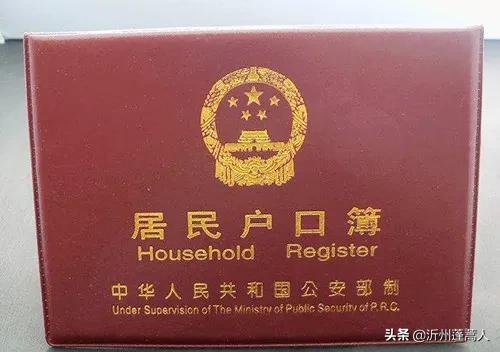 居民户口簿
Household Register
中华人民共和国公安部制
Under Supervision of The Ministry of Public Security of P.R.C.
头条 @沂州蓬蒿人